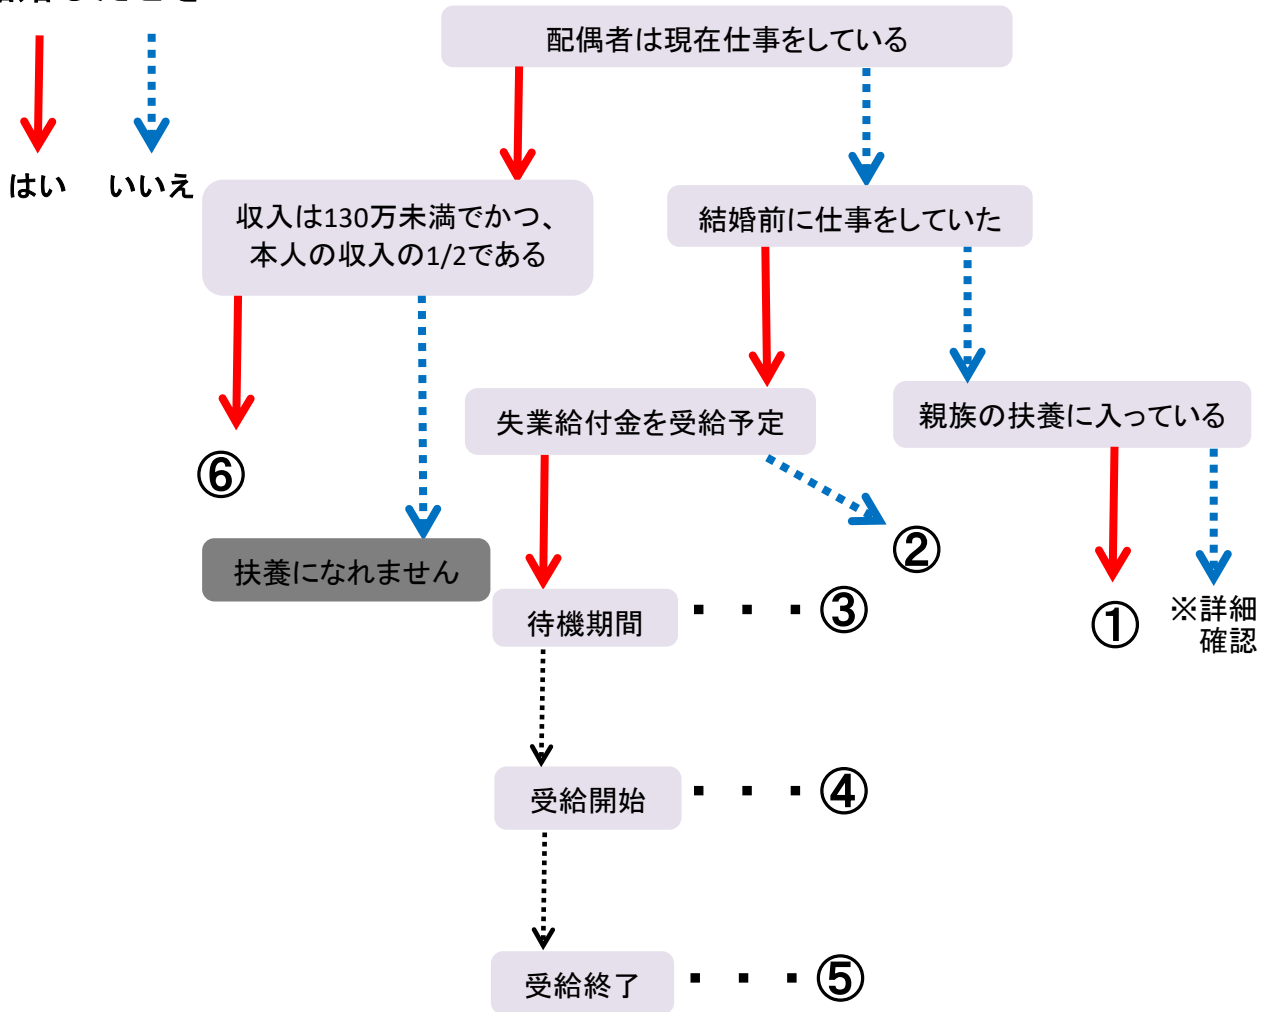 配偶者は現在仕事をしている
はい いいえ
収入は130万未満でかつ、
本人の収入の1/2である
結婚前に仕事をしていた
失業給付金を受給予定
親族の扶養に入っている
⑥
②
扶養になれません
待機期間 ・・・③
①
※詳細
確認
受給開始 ・・・④
受給終了 ・・・⑤